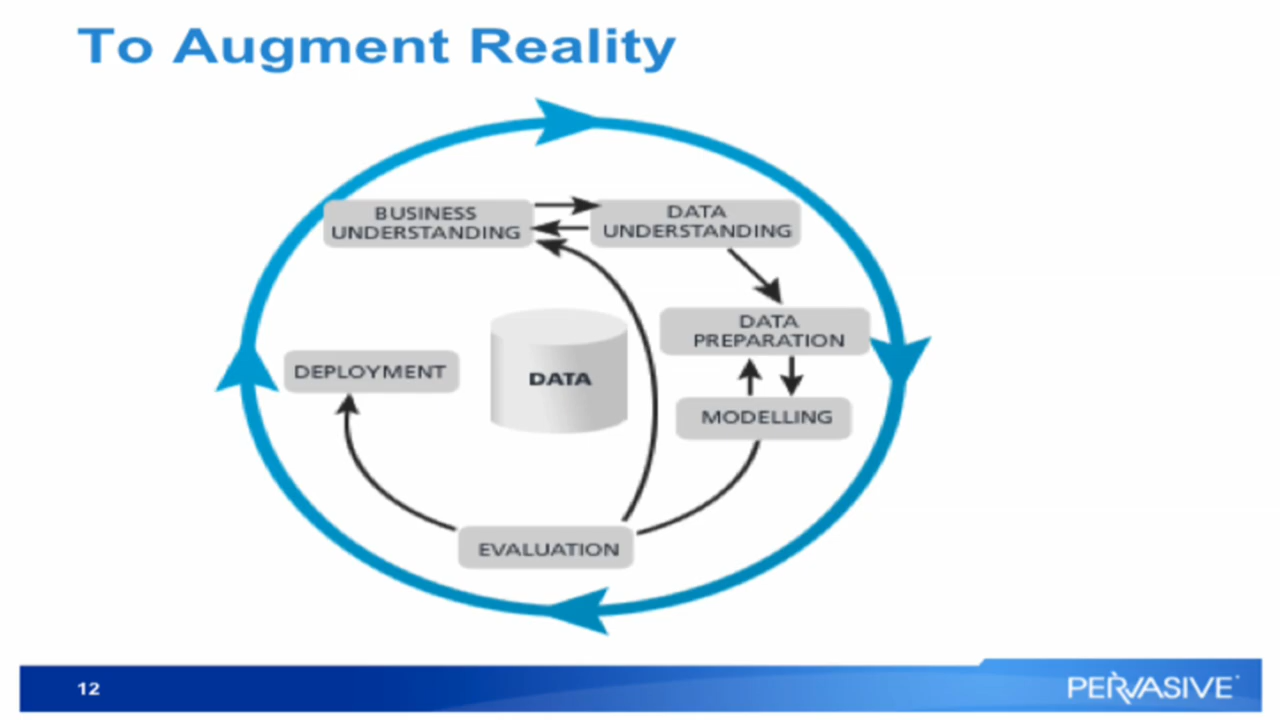 To Augment Reality
BUSINESS
UNDERSTANDING
DATA
UNDERSTANDING
DATA
PREPARATION
DEPLOYMENT
DATA
MODELLING
EVALUATION
12
PERVASIVE